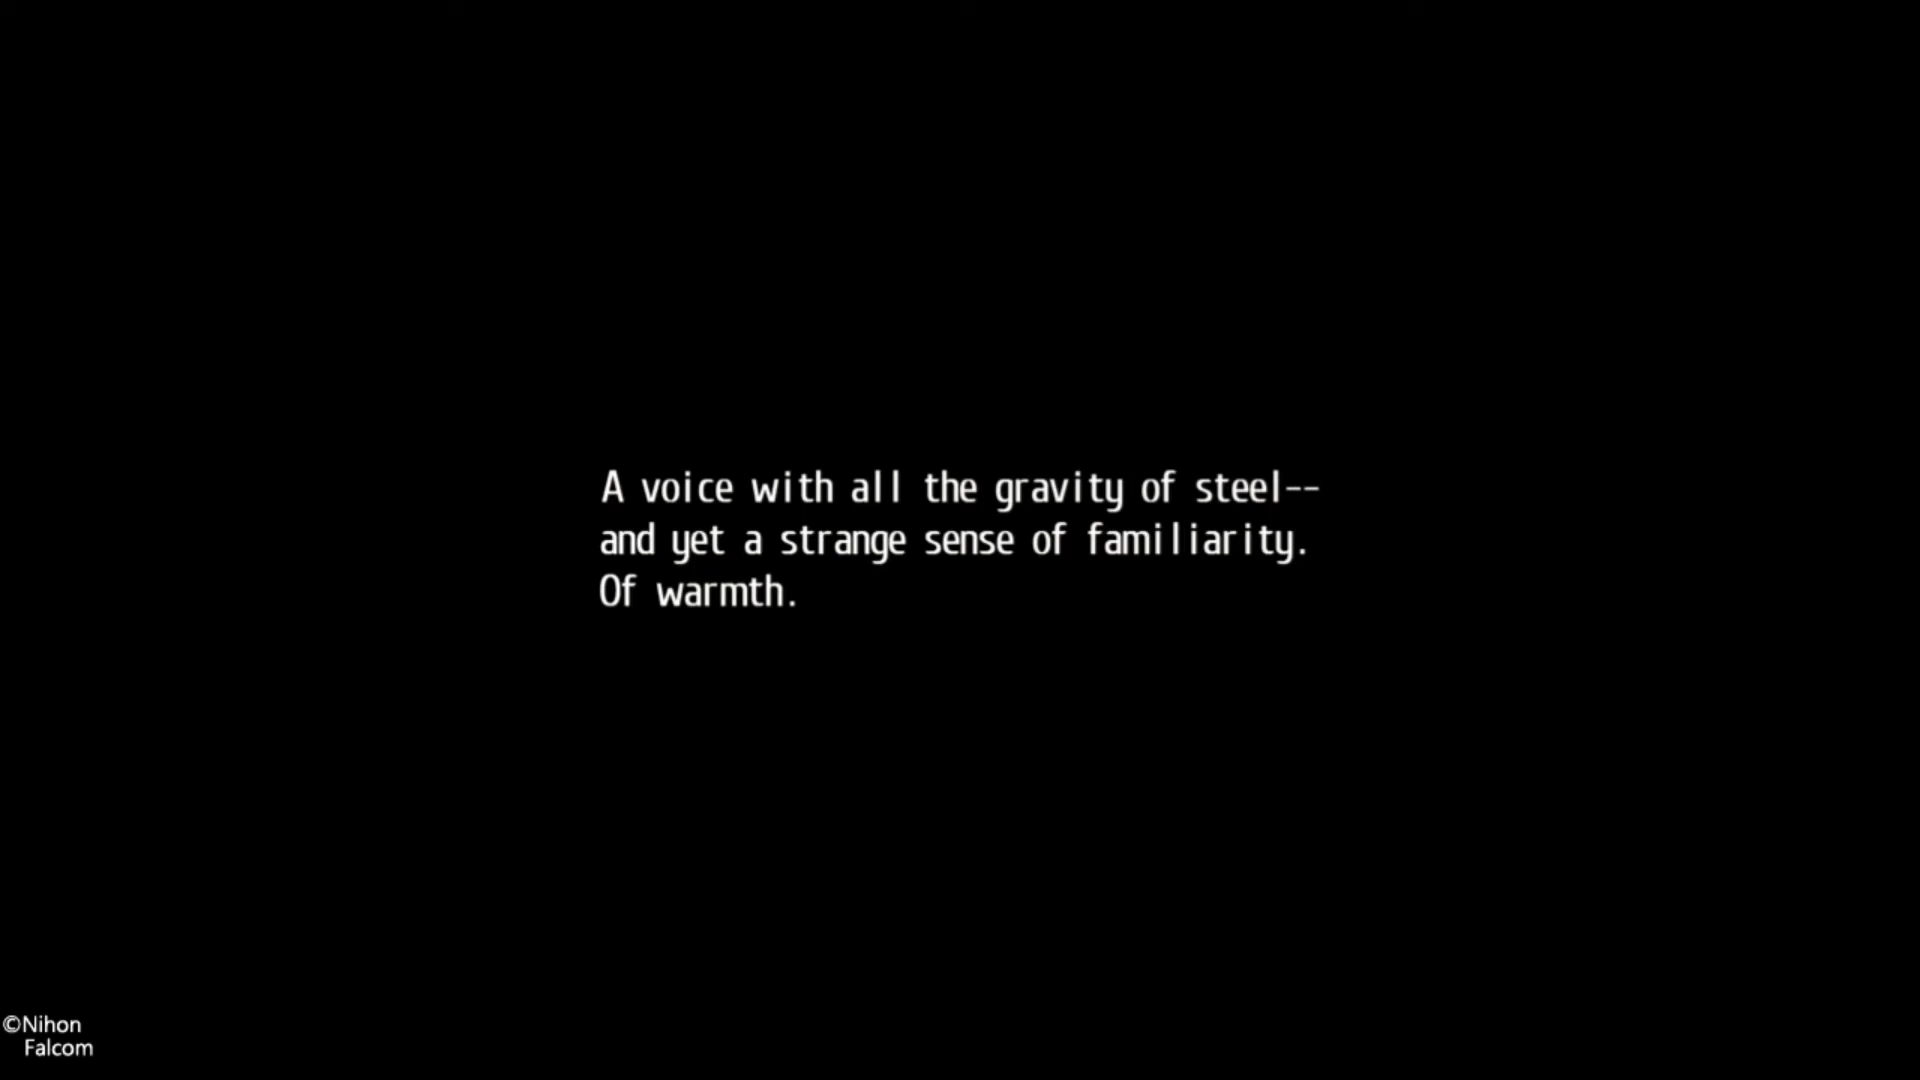 A voice with all the gravity of steel--
and yet a strange sense of familiarity.
Of warmth.
©Nihon
Falcom